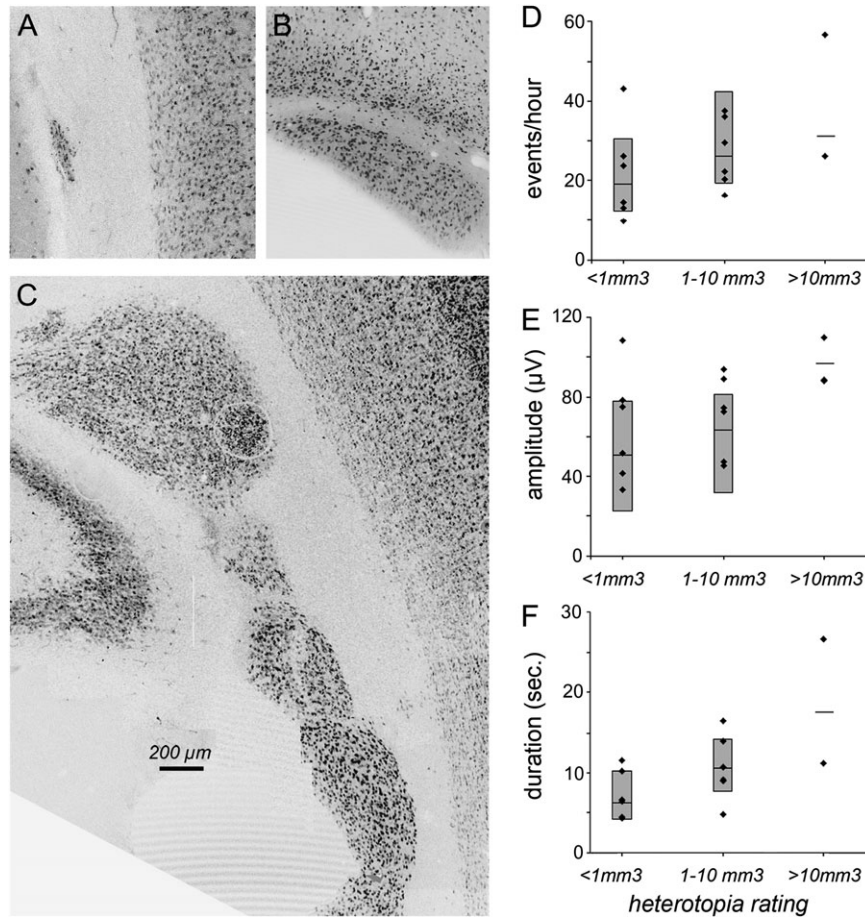 A
B
C
200 µm
D
events/hour
60
40
20
0
<1mm3 1-10 mm3 >10mm3
E
amplitude (µV)
120
80
40
0
<1mm3 1-10 mm3 >10mm3
F
duration (sec.)
30
20
10
0
<1mm3 1-10 mm3 >10mm3
heterotopia rating